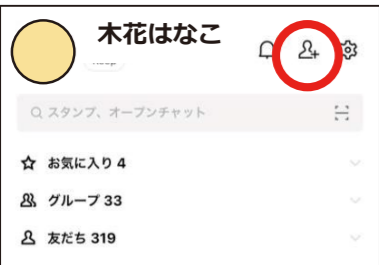 木花はなこ
スタンプ、オープンチャット
お気に入り 4
グループ 33
友だち 319